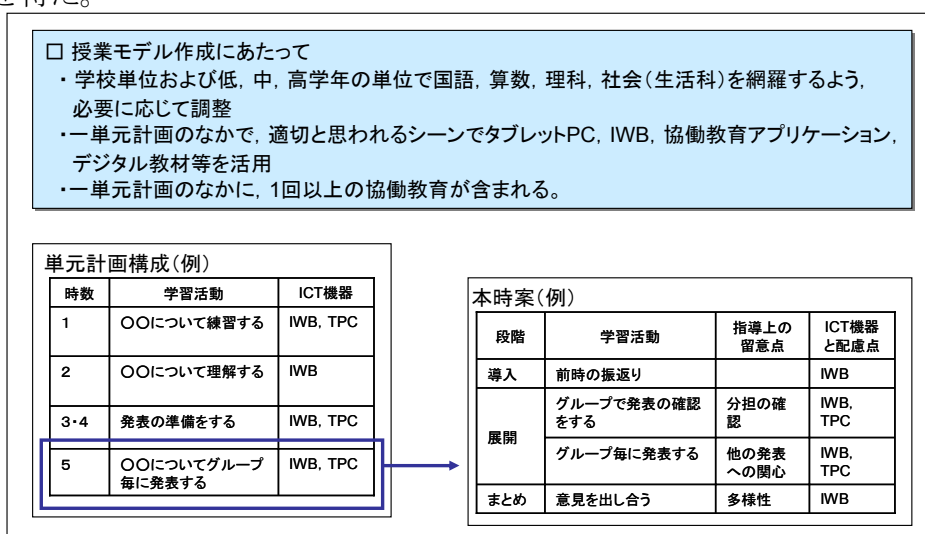 を得た。
□ 授業モデル作成にあたって
・ 学校単位および低, 中, 高学年の単位で国語, 算数, 理科, 社会(生活科)を網羅するよう,
必要に応じて調整
・一単元計画のなかで, 適切と思われるシーンでタブレットPC, IWB, 協働教育アプリケーション,
デジタル教材等を活用
・一単元計画のなかに, 1回以上の協働教育が含まれる。
単元計画構成(例)
時数 学習活動 ICT機器
1 〇〇について練習する IWB, TPC
2 〇〇について理解する IWB
3・4 発表の準備をする IWB, TPC
5 〇〇についてグループ IWB, TPC
毎に発表する
本時案(例)
段階 学習活動 指導上の ICT機器
留意点 と配慮点
導入 前時の振返り IWB
展開
グループで発表の確認 分担の確 IWB,
をする 認 TPC
グループ毎に発表する 他の発表 IWB,
への関心 TPC
まとめ 意見を出し合う 多様性 IWB